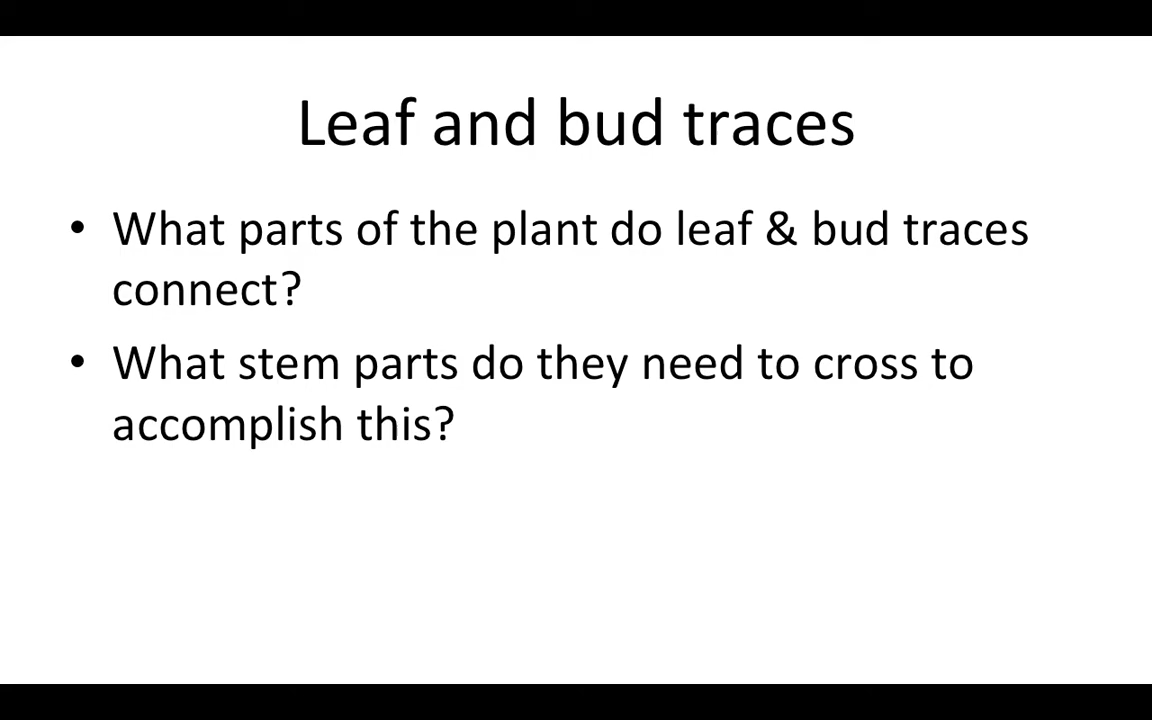 Leaf and bud traces
• What parts of the plant do leaf & bud traces
connect?
• What stem parts do they need to cross to
accomplish this?